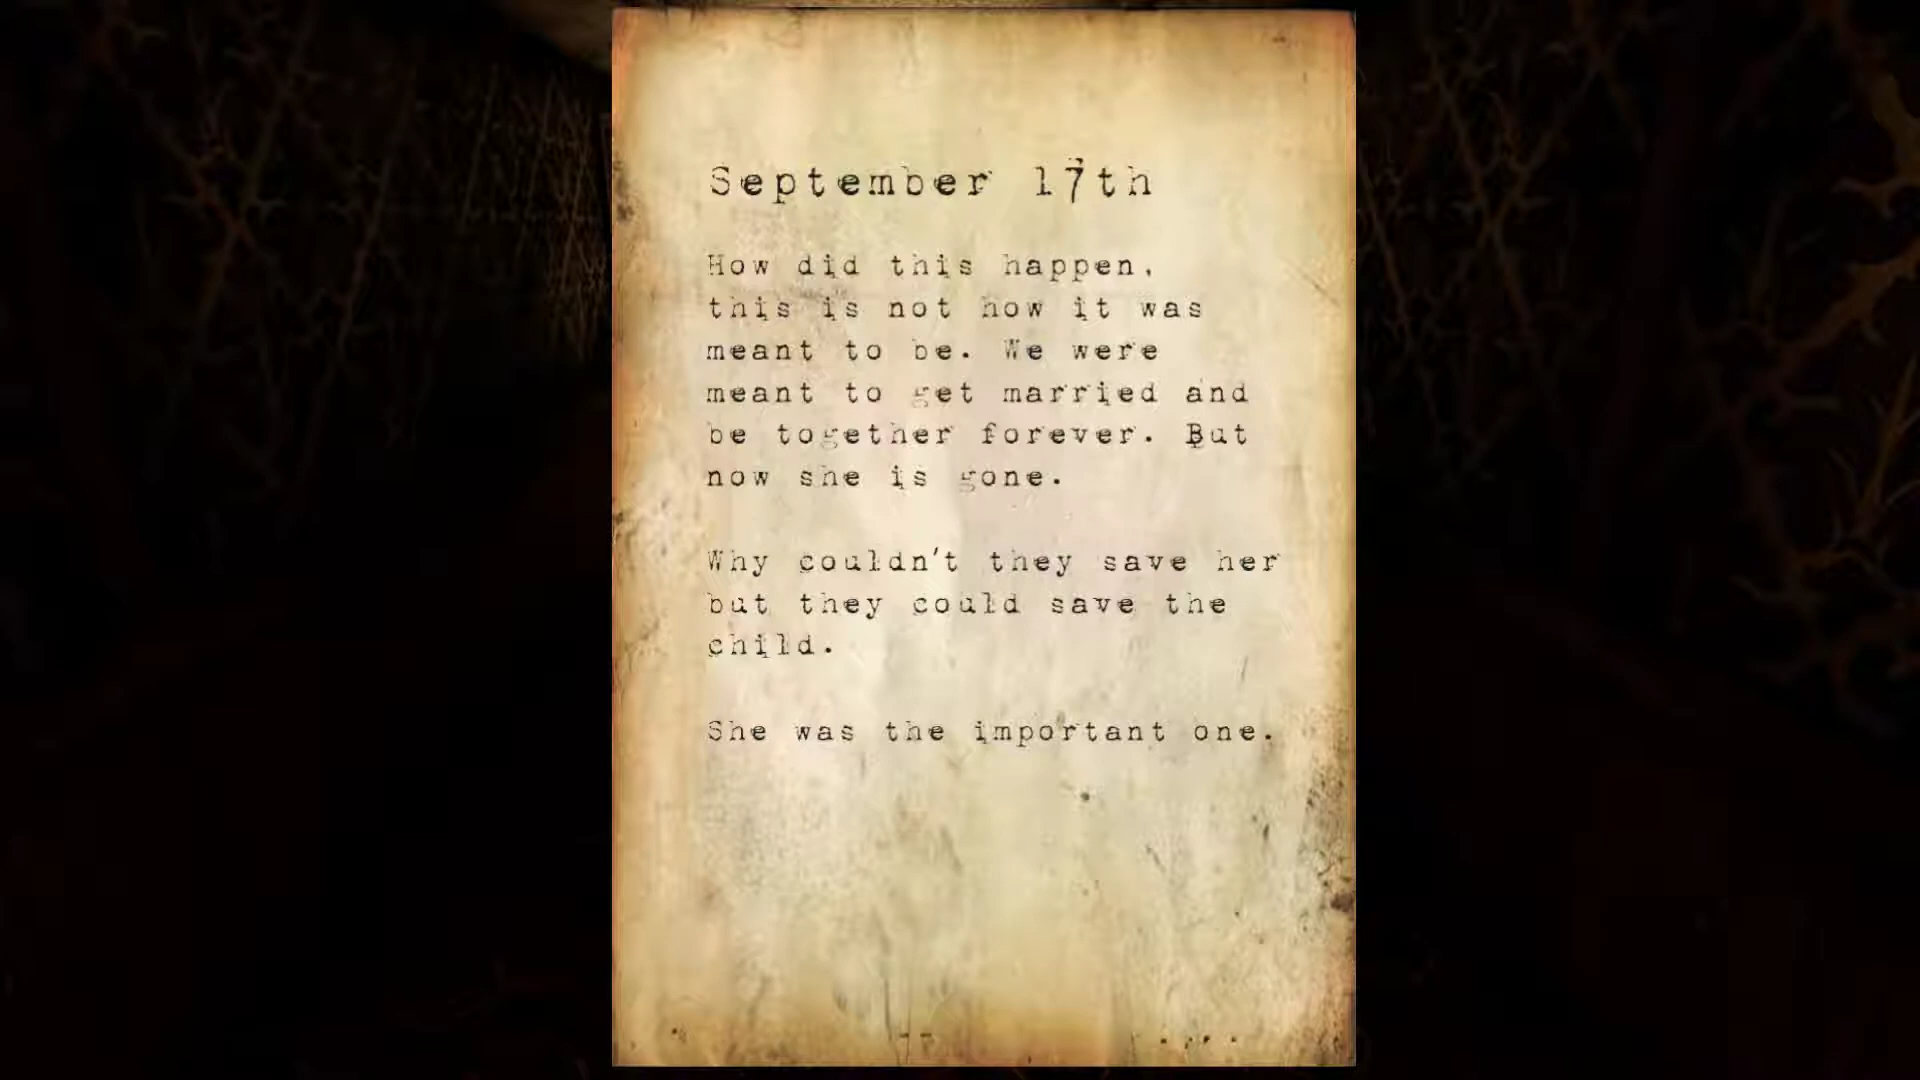 September 17th
How did this happen,
this is not how it was
meant to be. We were
meant to get married and
be together forever. But
now she is gone.
Why couldn't they save her
but they could save the
child.
She was the important one.